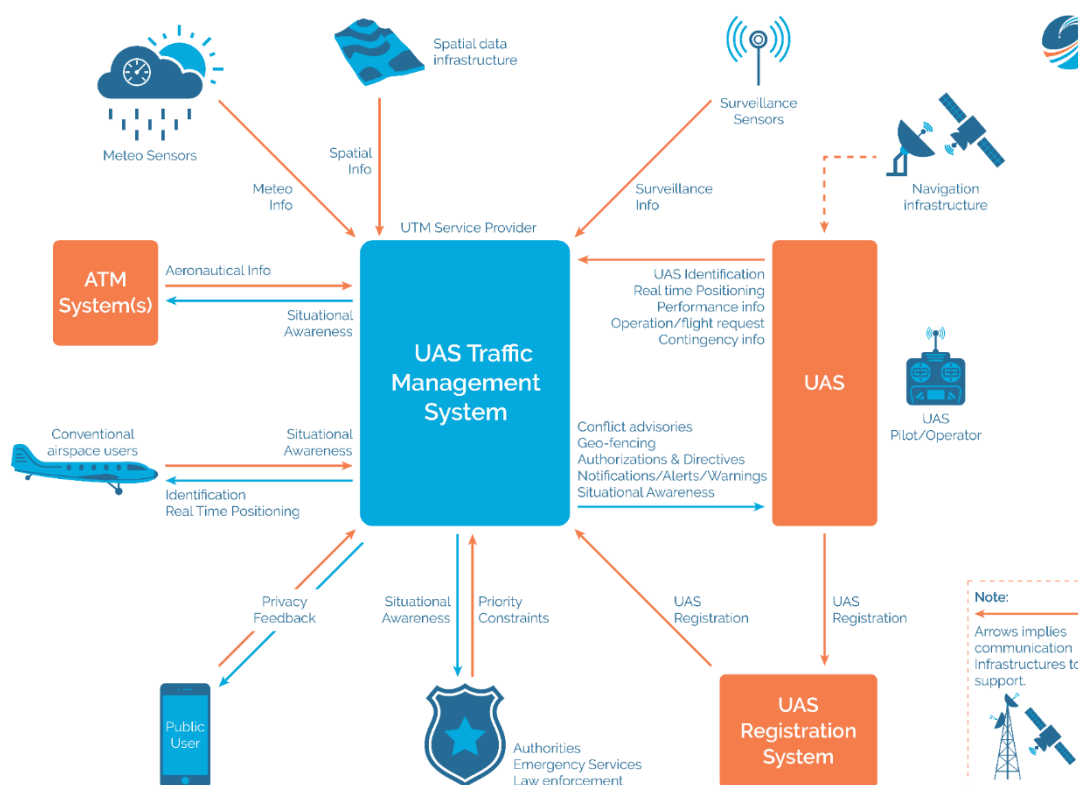 Spatial data
infrastructure
Meteo Sensors
Surveillance
Sensors
Navigation
infrastructure
Meteo
Info
Spatial
Info
Surveillance
Info
UTM Service Provider
ATM
System(s)
Aeronautical Info
Situational
Awareness
UAS Traffic
Management
System
UAS Identification
Real time Positioning
Performance info
Operation/flight request
Contingency info
UAS
UAS
Pilot/Operator
Conventional
airspace users
Situational
Awareness
Identification
Real Time Positioning
Conflict advisories
Geo-fencing
Authorizations & Directives
Notifications/Alerts/Warnings
Situational Awareness
Privacy
Feedback
Situational
Awareness
Priority
Constraints
UAS
Registration
UAS
Registration
Public
User
Authorities
Emergency Services
Law enforcement
UAS
Registration
System
Note:
Arrows implies
communication
Infrastructures to
support.